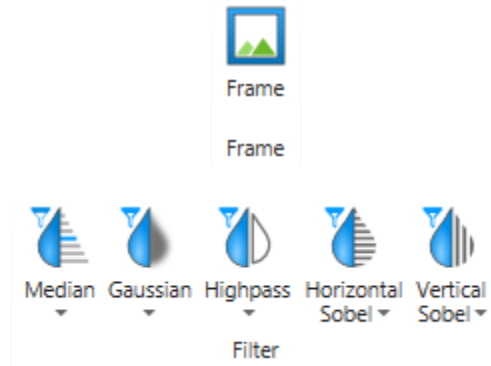 Frame
Frame
Median Gaussian Highpass Horizontal Sobel Vertical Sobel
Filter